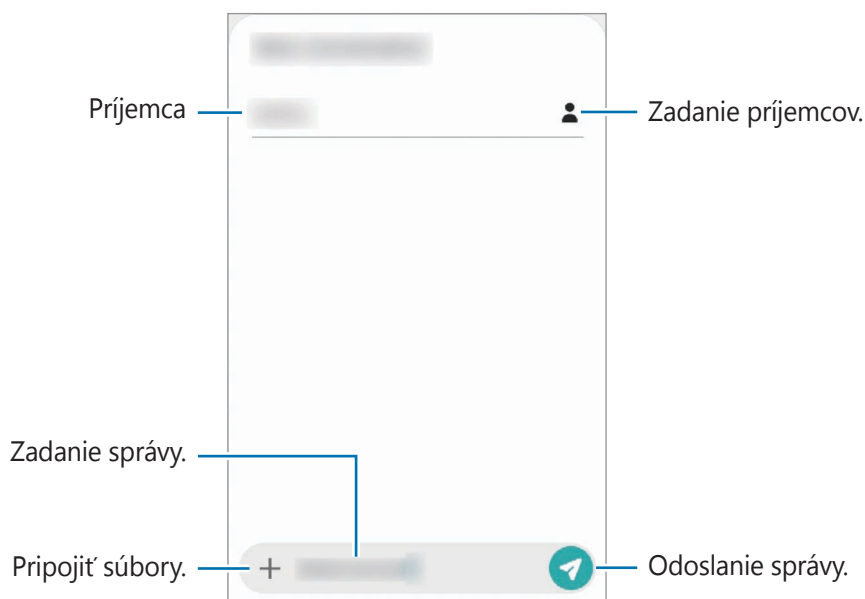 Príjemca
Zadanie príjemcov.
Zadanie správy.
Pripojiť súbory.
Odoslanie správy.